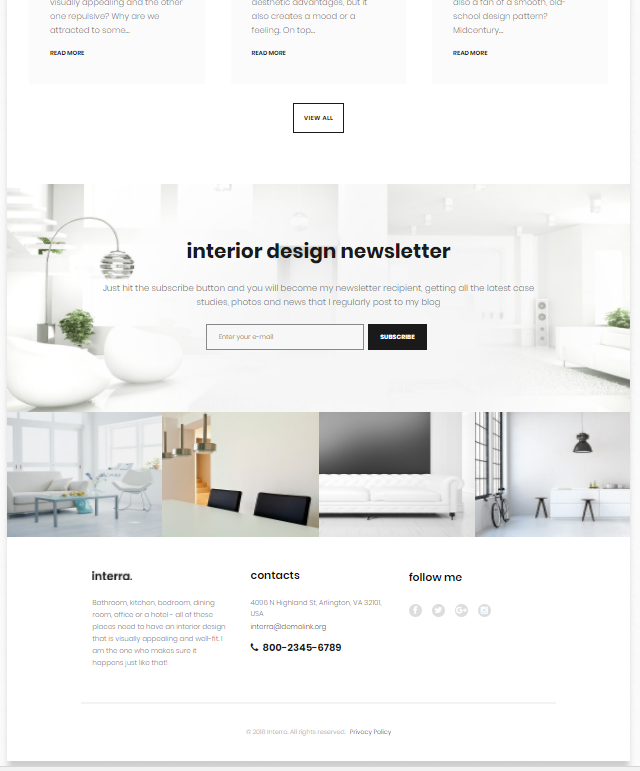 visually appealing and the other
one repulsive? Why are we
attracted to some...
READ MORE
aesthetic advantages, but it
also creates a mood or a
feeling. On top...
READ MORE
also a fan of a smooth, old-
school design pattern?
Midcentury...
READ MORE
VIEW ALL
interior design newsletter
Just hit the subscribe button and you will become my newsletter recipient, getting all the latest case
studies, photos and news that I regularly post to my blog
Enter your e-mail
SUBSCRIBE
interra.
Bathroom, kitchen, bedroom, dining
room, office or a hotel - all of those
places need to have an interior design
that is visually appealing and well-fit. I
am the one who makes sure it
happens just like that!
contacts
4096 N Highland St, Arlington, VA 32101,
USA
interra@demolink.org
800-2345-6789
follow me
© 2018 Interra. All rights reserved. Privacy Policy